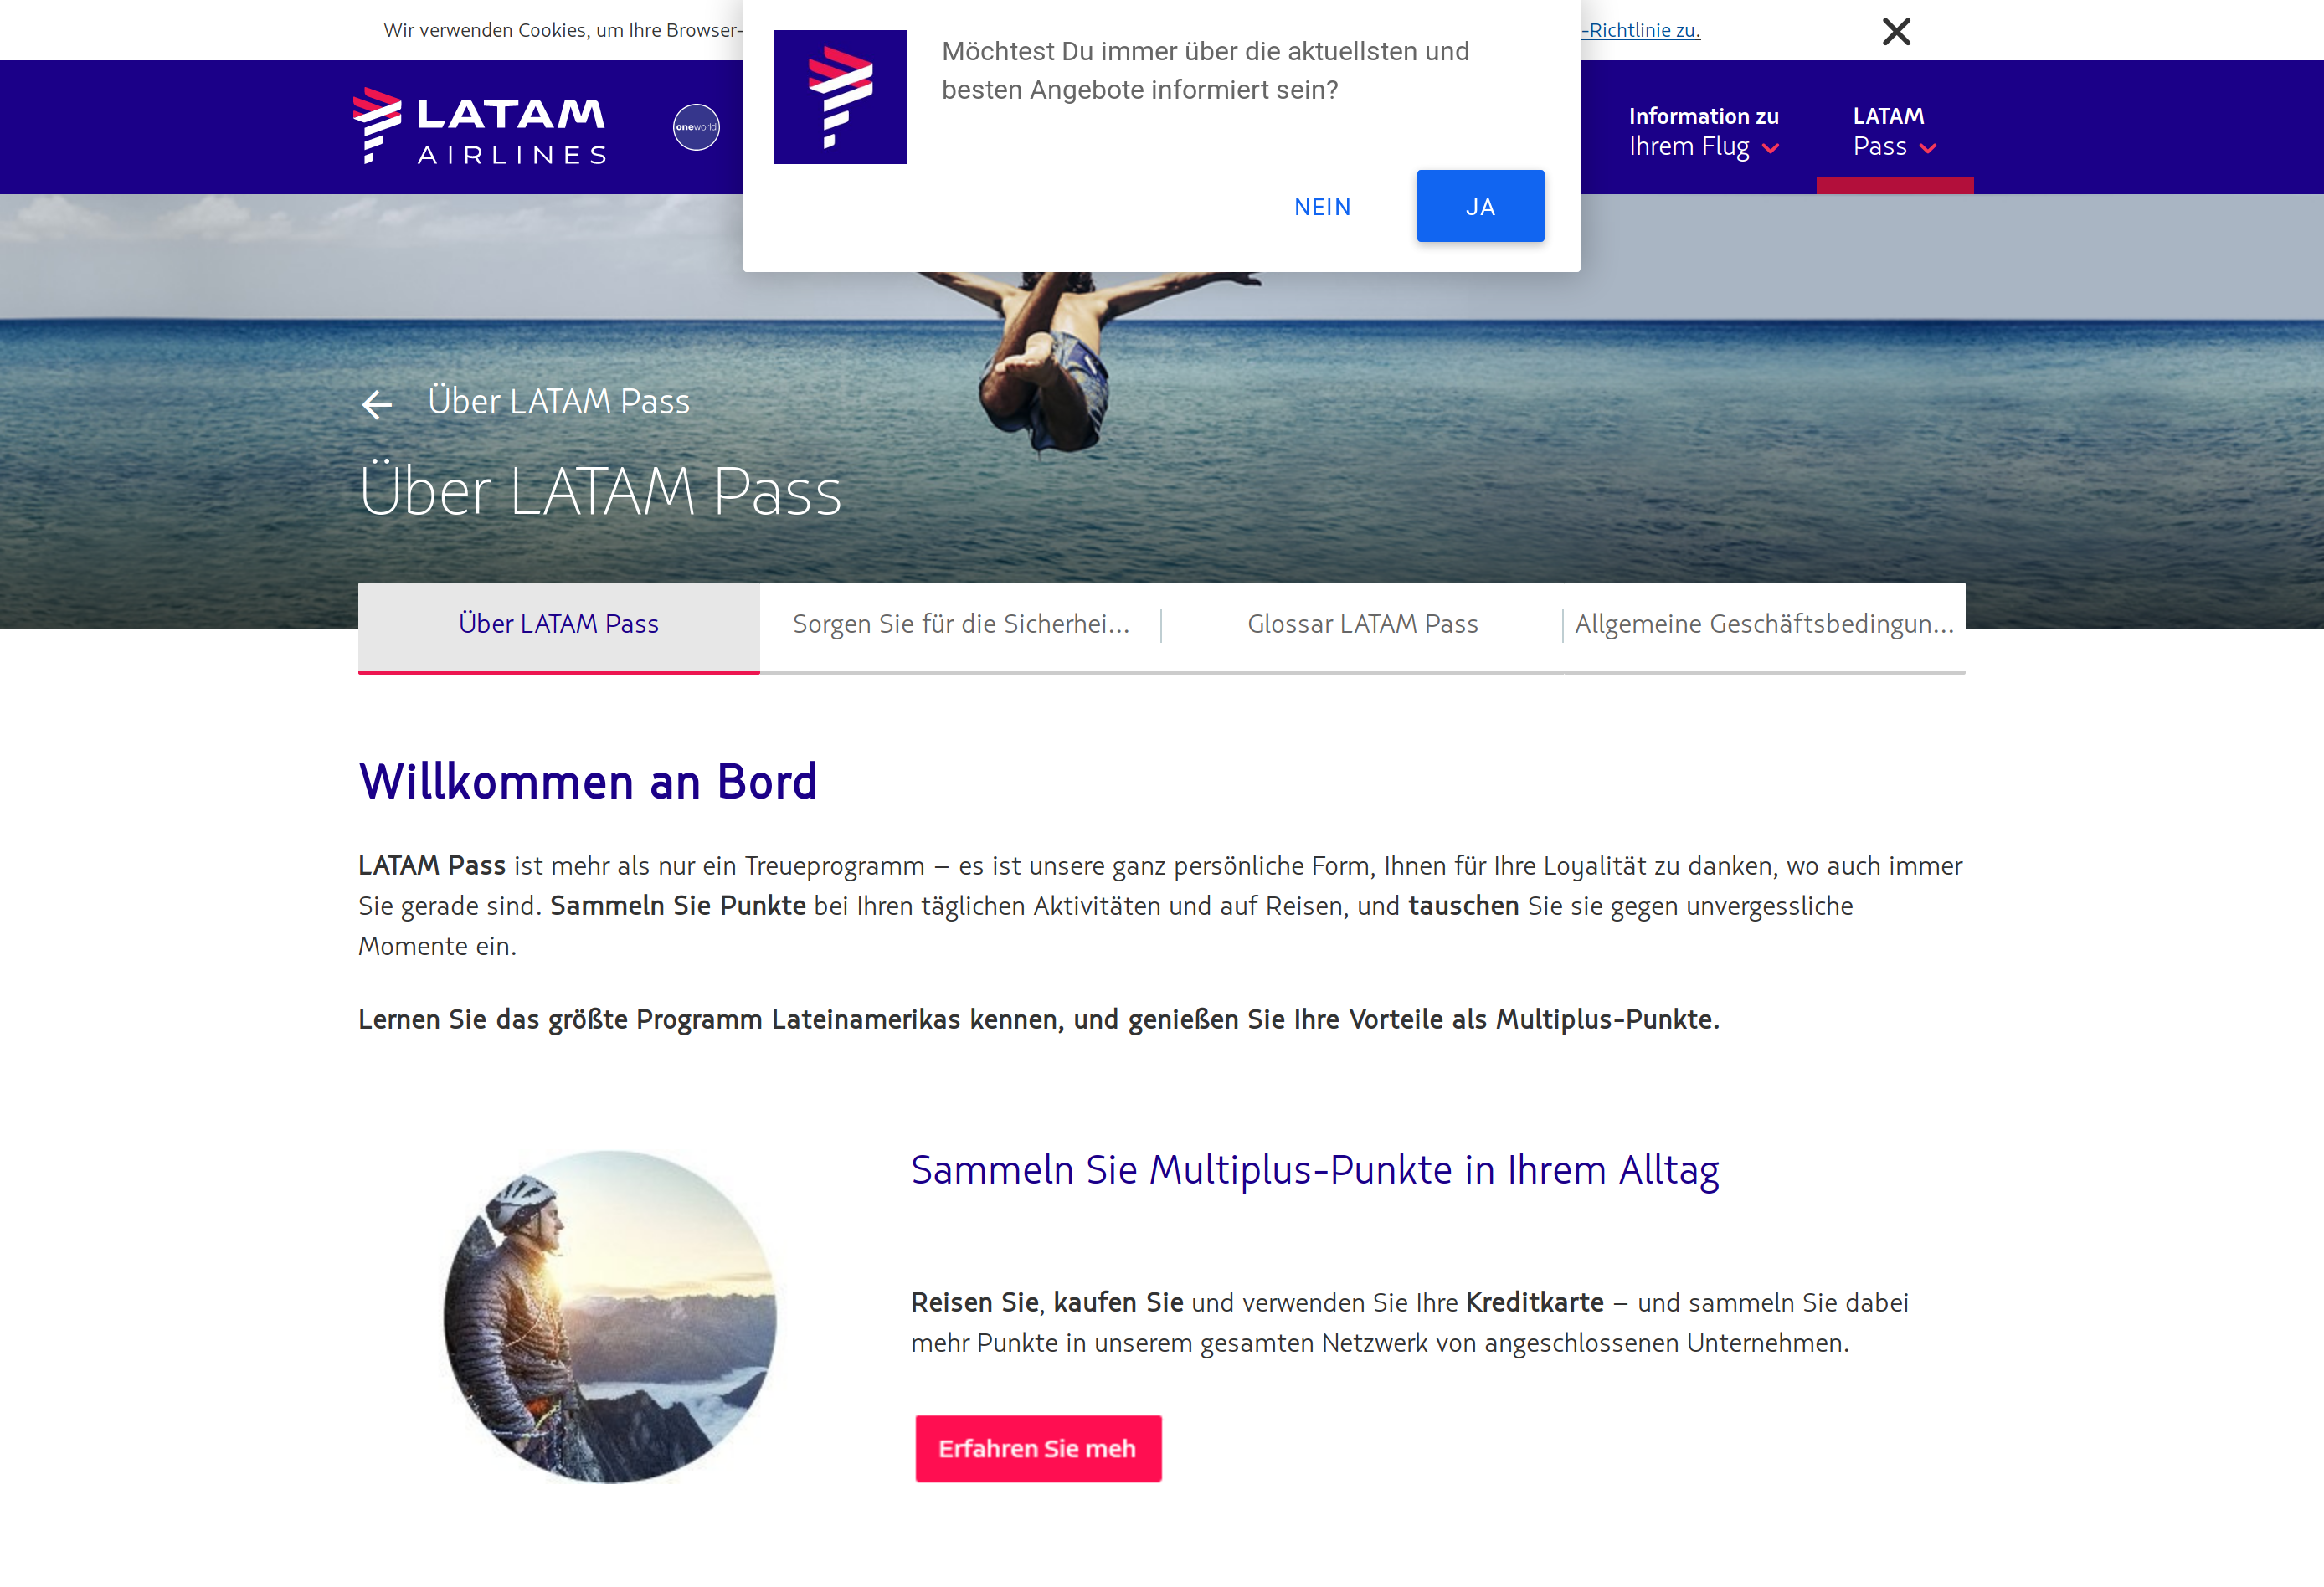 Wir verwenden Cookies, um Ihre Browser-
-Richtlinie zu.
Möchtest Du immer über die aktuellsten und
besten Angebote informiert sein?
NEIN
JA
LATAM
AIRLINES
oneworld
Information zu
Ihrem Flug
LATAM
Pass
Über LATAM Pass
Über LATAM Pass
Über LATAM Pass
Sorgen Sie für die Sicherhei...
Glossar LATAM Pass
Allgemeine Geschäftsbedingun...
Willkommen an Bord
LATAM Pass ist mehr als nur ein Treueprogramm – es ist unsere ganz persönliche Form, Ihnen für Ihre Loyalität zu danken, wo auch immer
Sie gerade sind. Sammeln Sie Punkte bei Ihren täglichen Aktivitäten und auf Reisen, und tauschen Sie sie gegen unvergessliche
Momente ein.
Lernen Sie das größte Programm Lateinamerikas kennen, und genießen Sie Ihre Vorteile als Multiplus-Punkte.
Sammeln Sie Multiplus-Punkte in Ihrem Alltag
Reisen Sie, kaufen Sie und verwenden Sie Ihre Kreditkarte – und sammeln Sie dabei
mehr Punkte in unserem gesamten Netzwerk von angeschlossenen Unternehmen.
Erfahren Sie meh